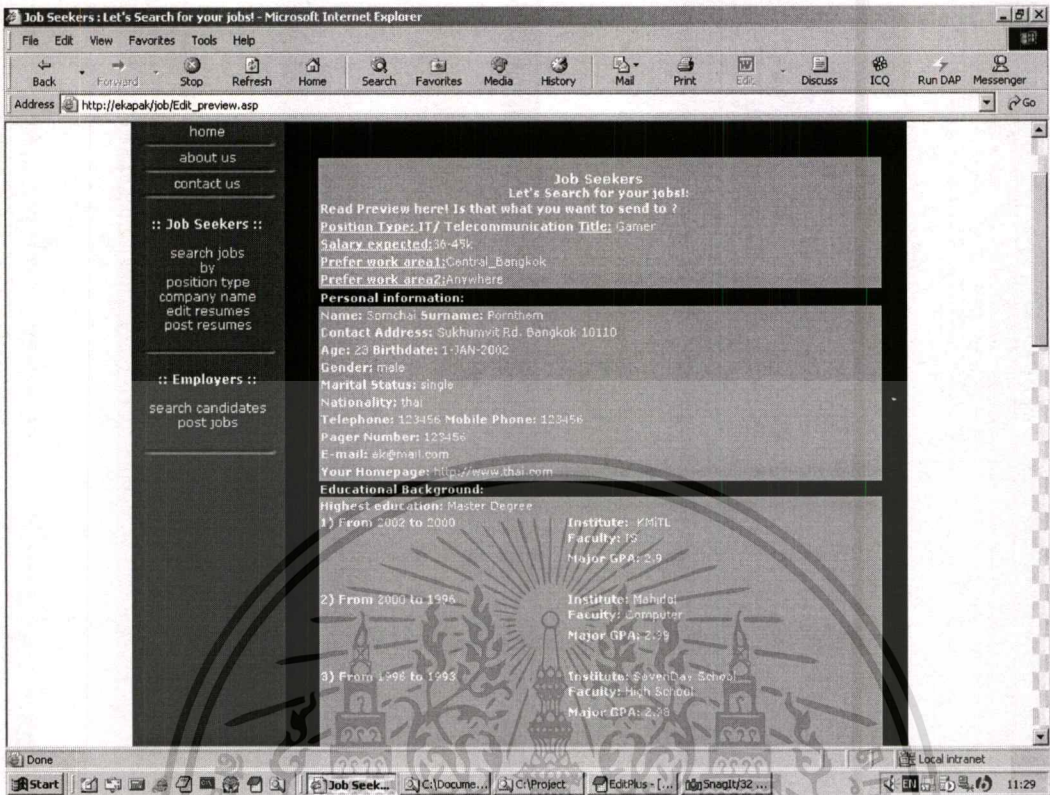 Job Seekers : Let's Search for your jobs! - Microsoft Internet Explorer
File Edit View Favorites Tools Help
Back Forward Stop Refresh Home Search Favorites Media History Mail Print Edit Discuss ICQ Run DAP Messenger
Address http://ekapak/job/Edit_preview.asp Go
home
about us
contact us
:: Job Seekers ::
search jobs
by
position type
company name
edit resumes
post resumes
:: Employers ::
search candidates
post jobs
Job Seekers
Let's Search for your jobs!:
Read Preview here! Is that what you want to send to ?
Position Type: IT/ Telecommunication Title: Gamer
Salary expected:36-45k
Prefer work area1:Central_Bangkok
Prefer work area2:Anywhere
Personal information:
Name: Somchai Surname: Pornthem
Contact Address: Sukhumvit Rd. Bangkok 10110
Age: 23 Birthdate: 1-JAN-2002
Gender: male
Marital Status: single
Nationality: thai
Telephone: 123456 Mobile Phone: 123456
Pager Number: 123456
E-mail: ek@mail.com
Your Homepage: http://www.thai.com
Educational Background:
Highest education: Master Degree
1) From 2002 to 2000 Institute: KMITL
Faculty: IS
Major GPA: 2.9
2) From 2000 to 1996 Institute: Mahidol
Faculty: Computer
Major GPA: 2.99
3) From 1996 to 1993 Institute: SevenDay School
Faculty: High School
Major GPA: 2.98
Done Local intranet
Start Job Seek... C:\Docume... C:\Project EditPlus - [... SnagIt/32 ... EN 11:29